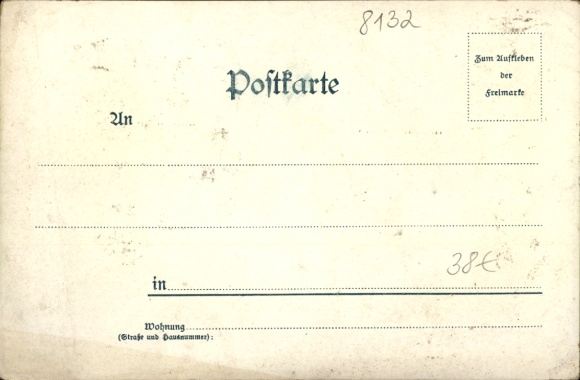 8132
Zum Aufkleben
der
Freimarke
Poſtkarte
An
38€
in
Wohnung
(Straße und Hausnummer):